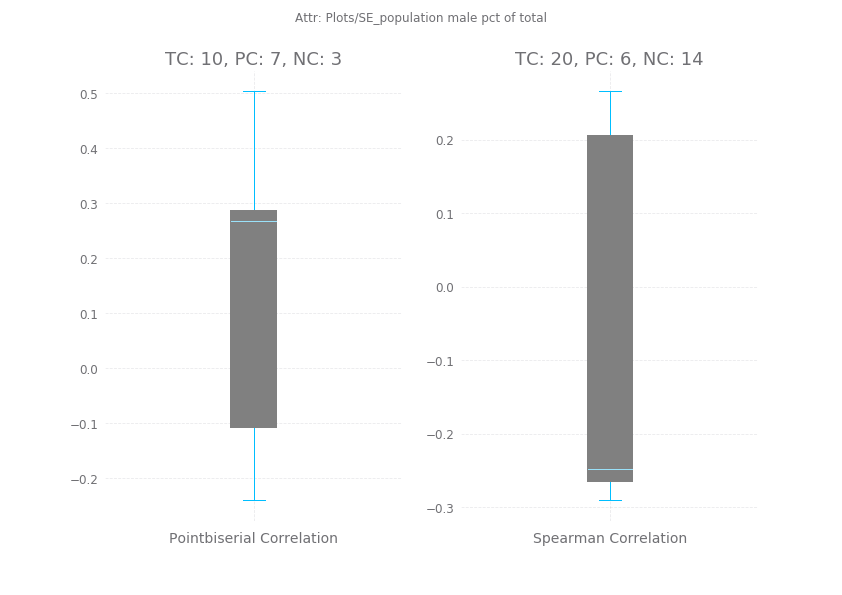 Attr: Plots/SE_population male pct of total
TC: 10, PC: 7, NC: 3
0.5
0.4
0.3
0.2
0.1
0.0
−0.1
−0.2
Pointbiserial Correlation
TC: 20, PC: 6, NC: 14
0.2
0.1
0.0
−0.1
−0.2
−0.3
Spearman Correlation